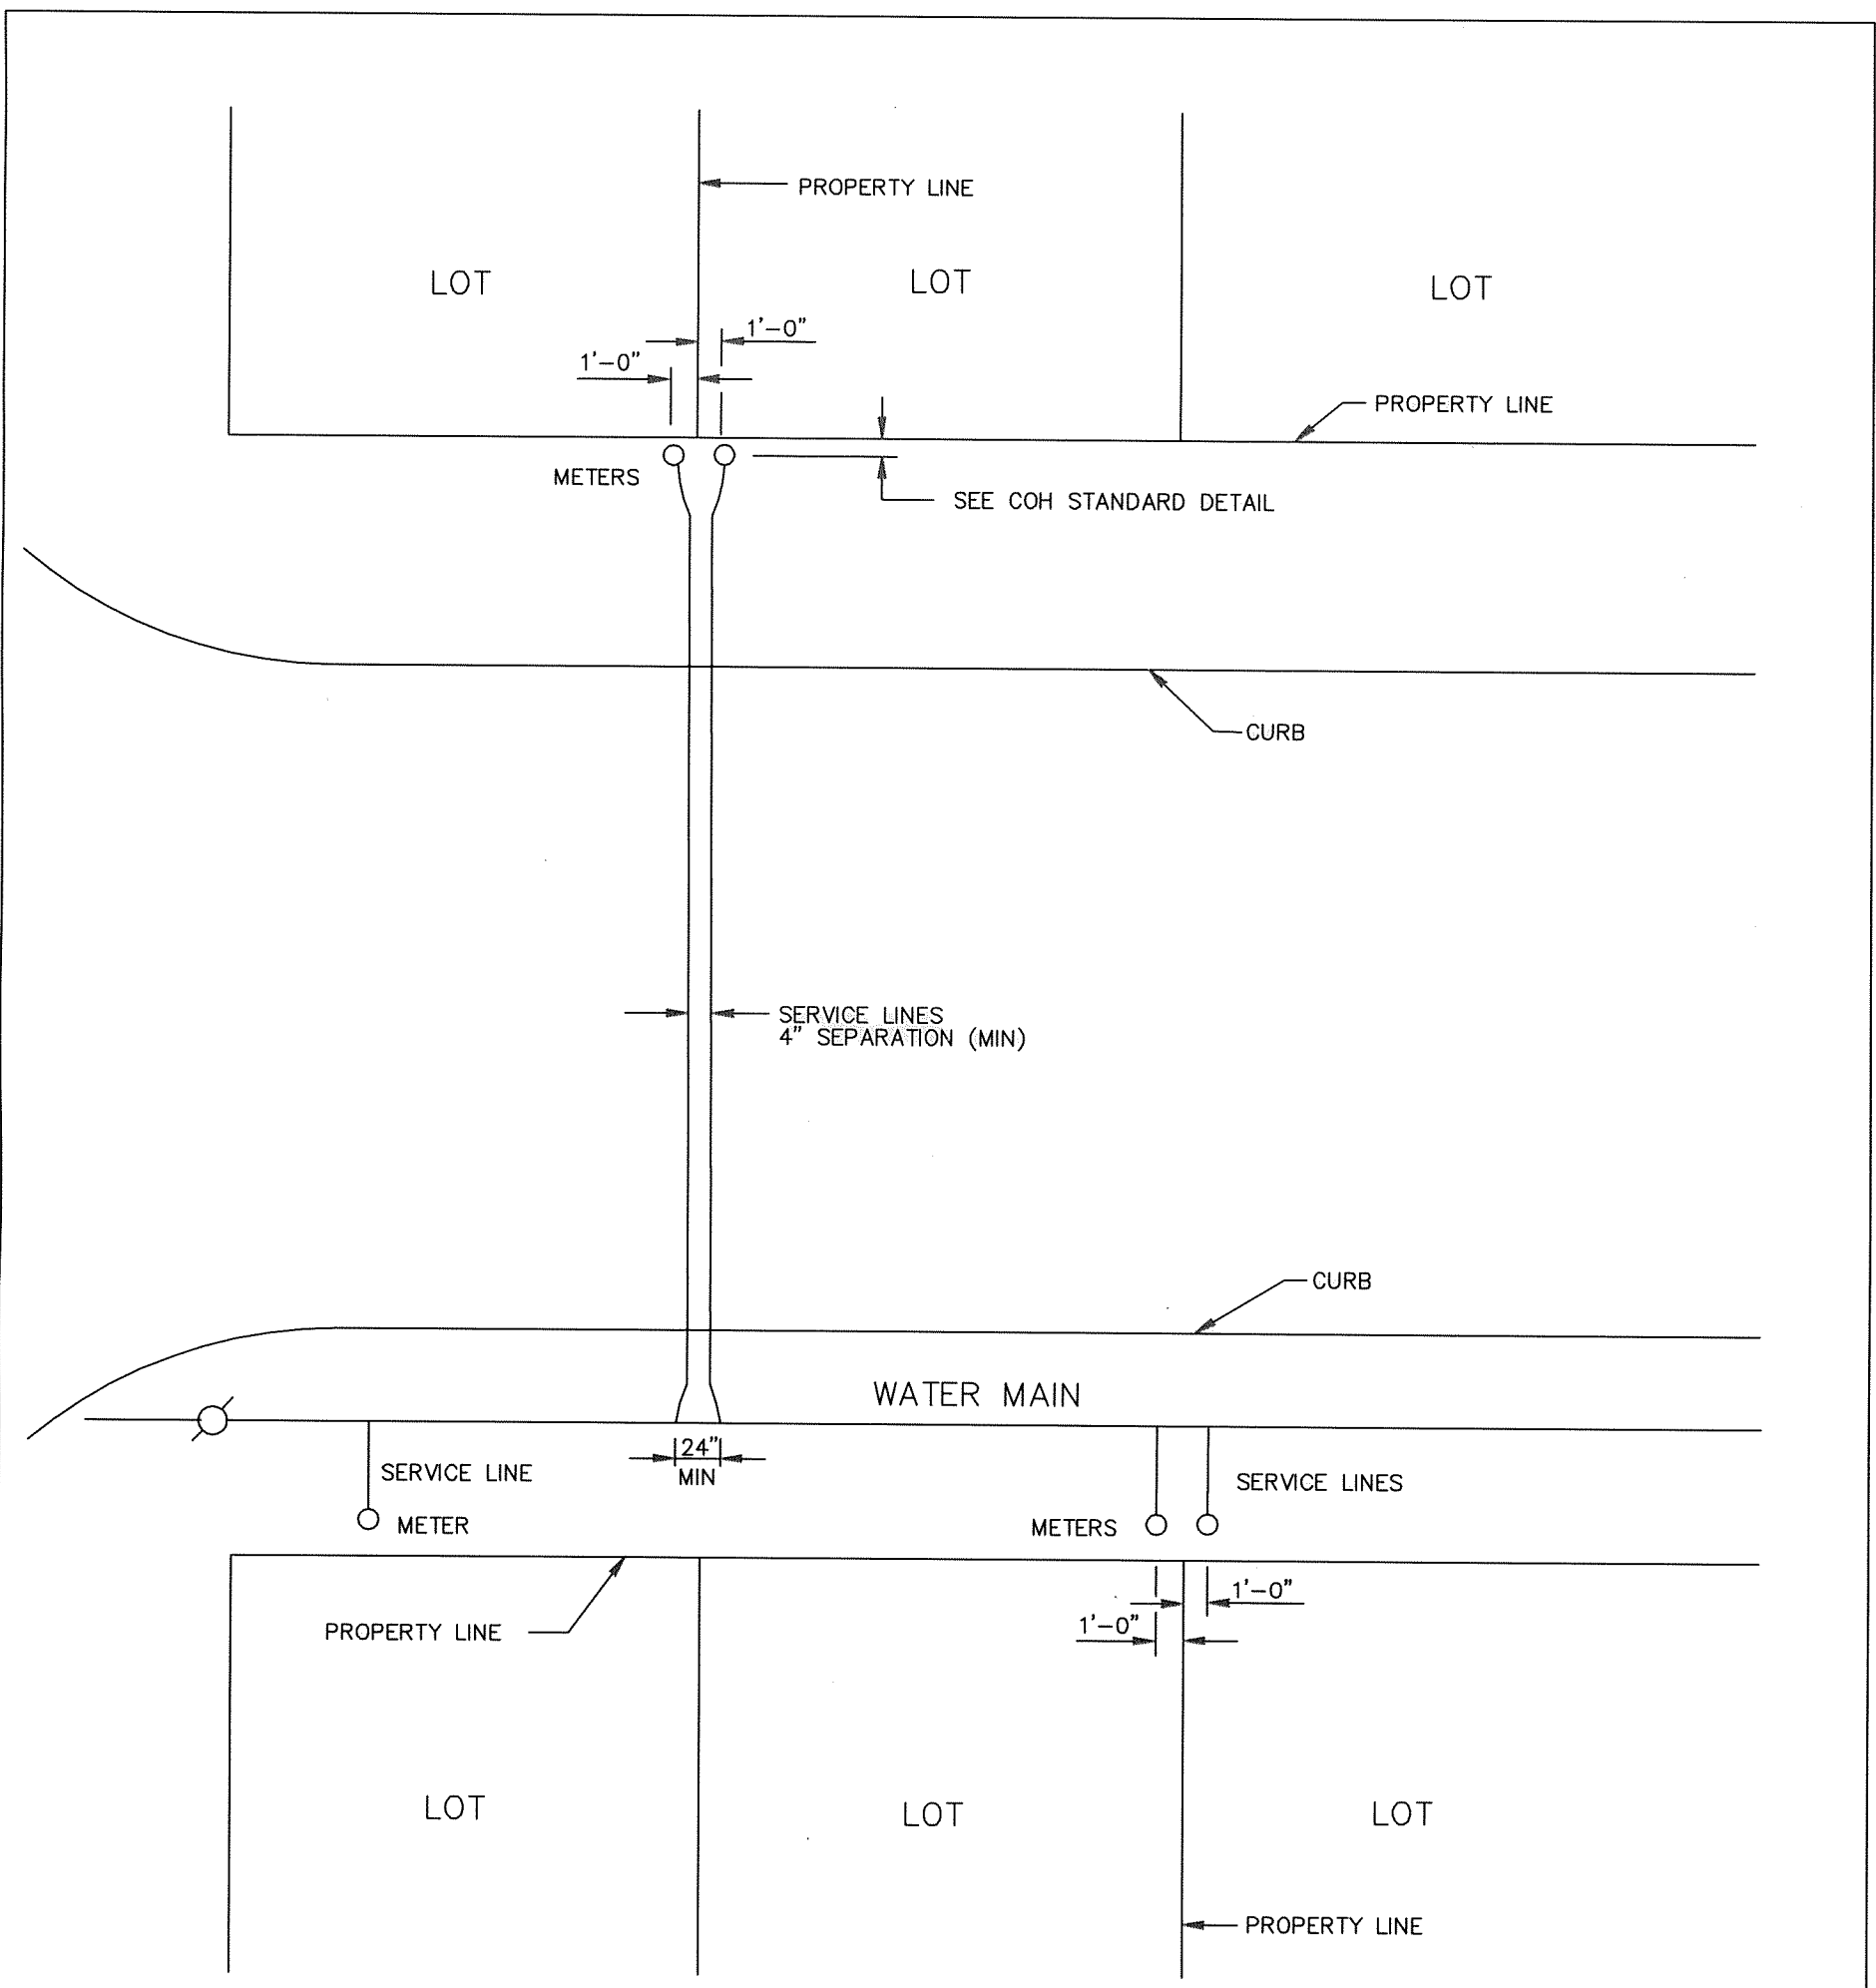 PROPERTY LINE
LOT
LOT
LOT
1'-0"
1'-0"
PROPERTY LINE
METERS
SEE COH STANDARD DETAIL
CURB
SERVICE LINES
4" SEPARATION (MIN)
CURB
WATER MAIN
24"
MIN
SERVICE LINE
SERVICE LINES
METER
METERS
1'-0"
1'-0"
PROPERTY LINE
LOT
LOT
LOT
PROPERTY LINE